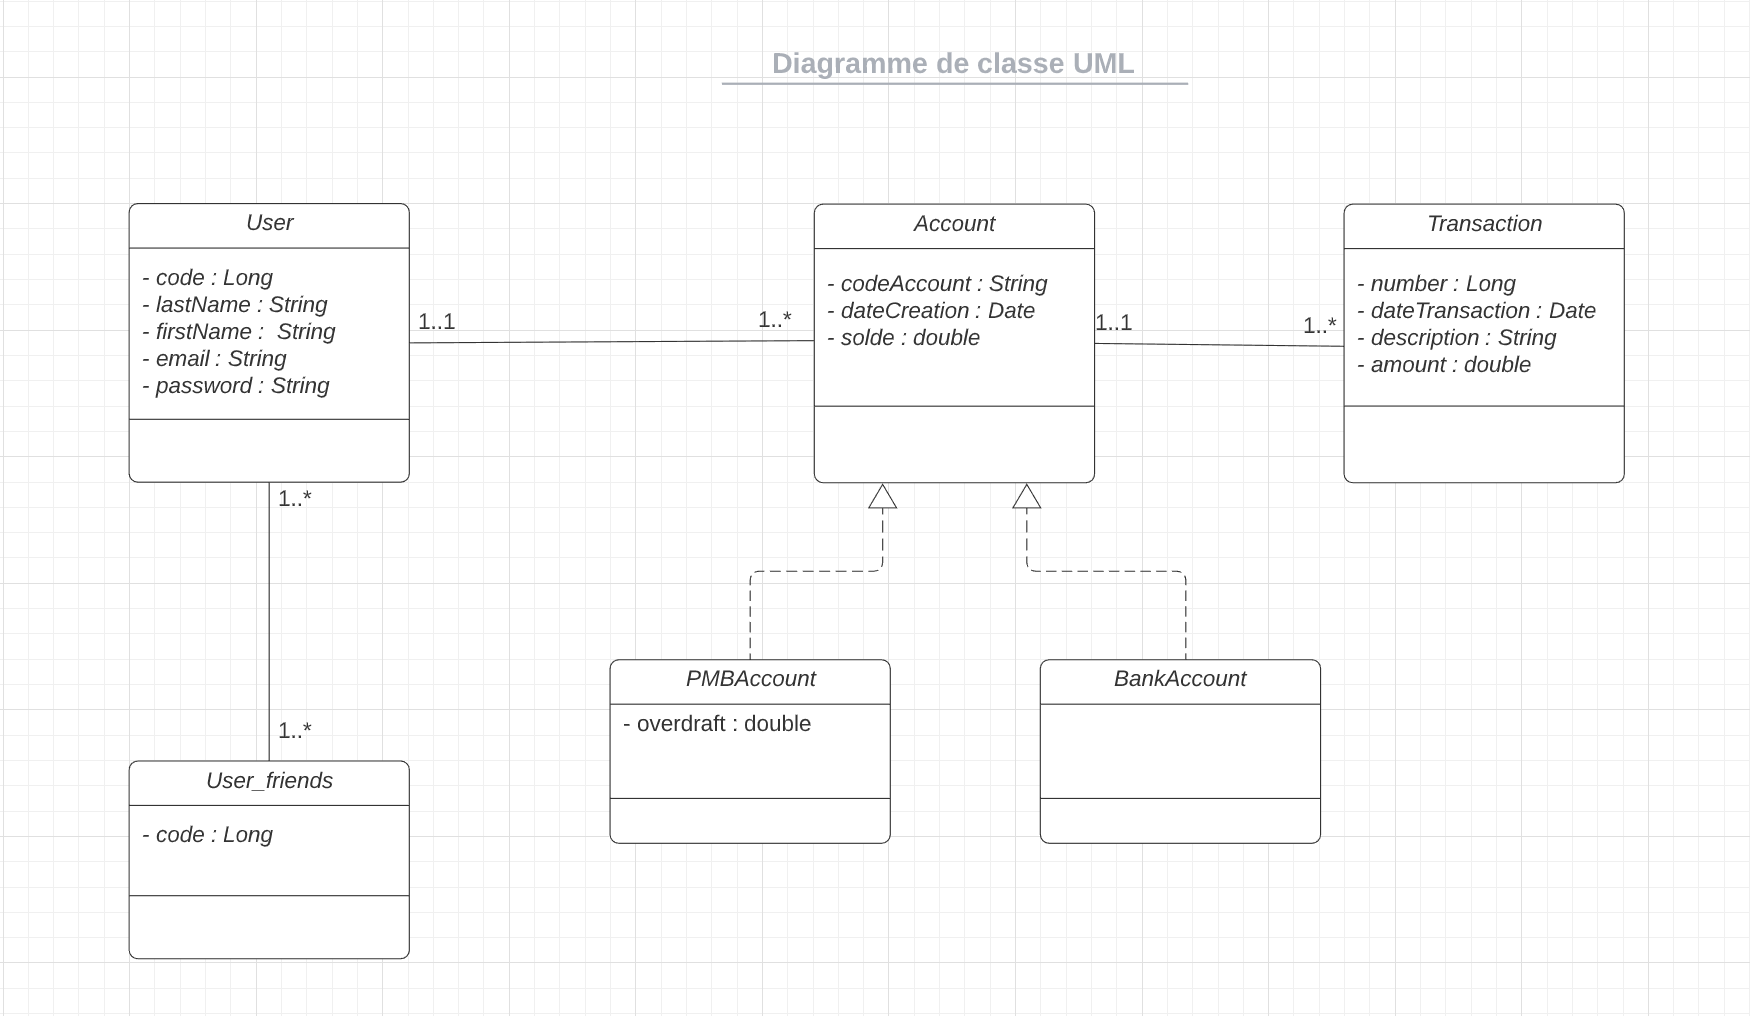 Diagramme de classe UML
User
- code : Long
- lastName : String
- firstName :  String
- email : String
- password : String
1..1
1..*
Account
- codeAccount : String
- dateCreation : Date
- solde : double
1..1
1..*
Transaction
- number : Long
- dateTransaction : Date
- description : String
- amount : double
1..*
1..*
User_friends
- code : Long
PMBAccount
- overdraft : double
BankAccount